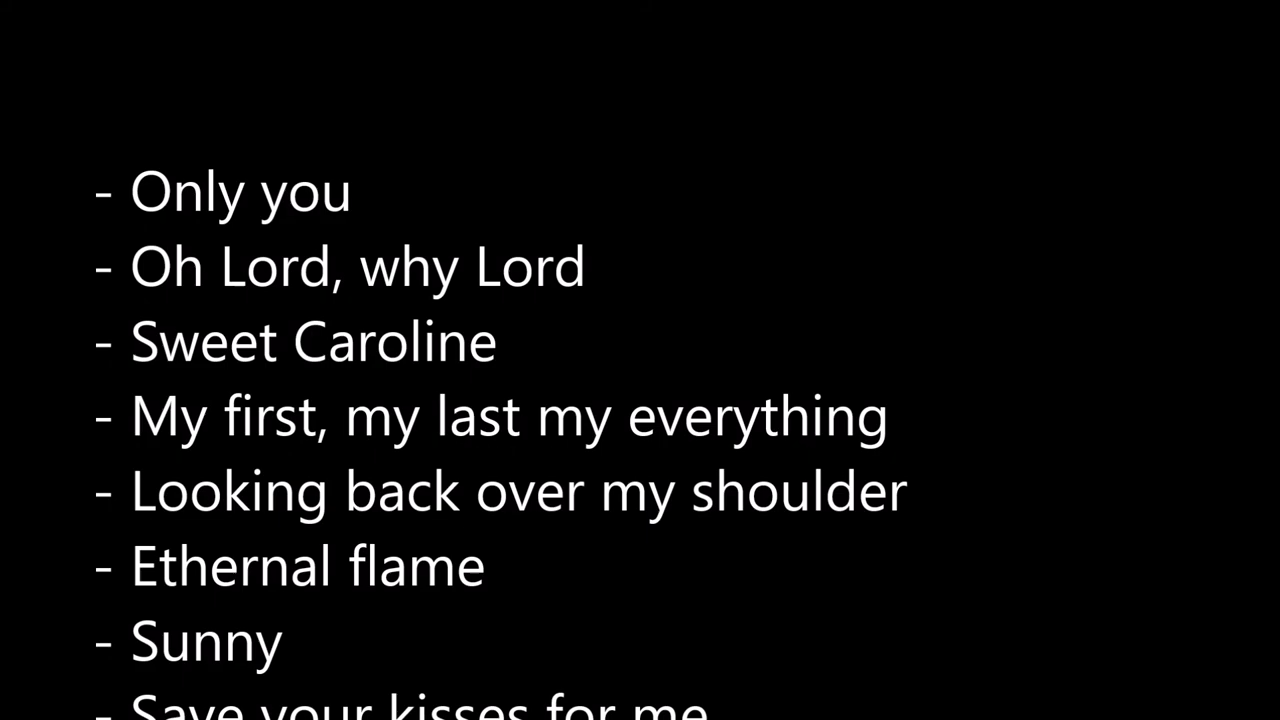 - Only you
- Oh Lord, why Lord
- Sweet Caroline
- My first, my last my everything
- Looking back over my shoulder
- Ethernal flame
- Sunny
- Save your kisses for me